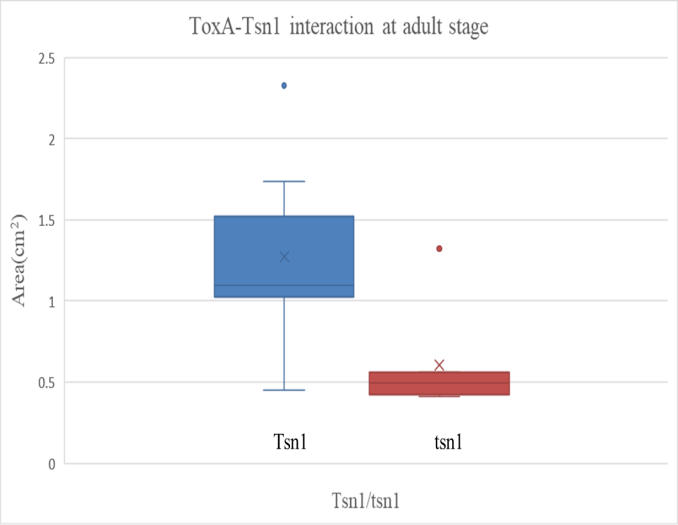 ToxA-Tsn1 interaction at adult stage
2.5
2
1.5
1
0.5
0
Area(cm²)
Tsn1
tsn1
Tsn1/tsn1